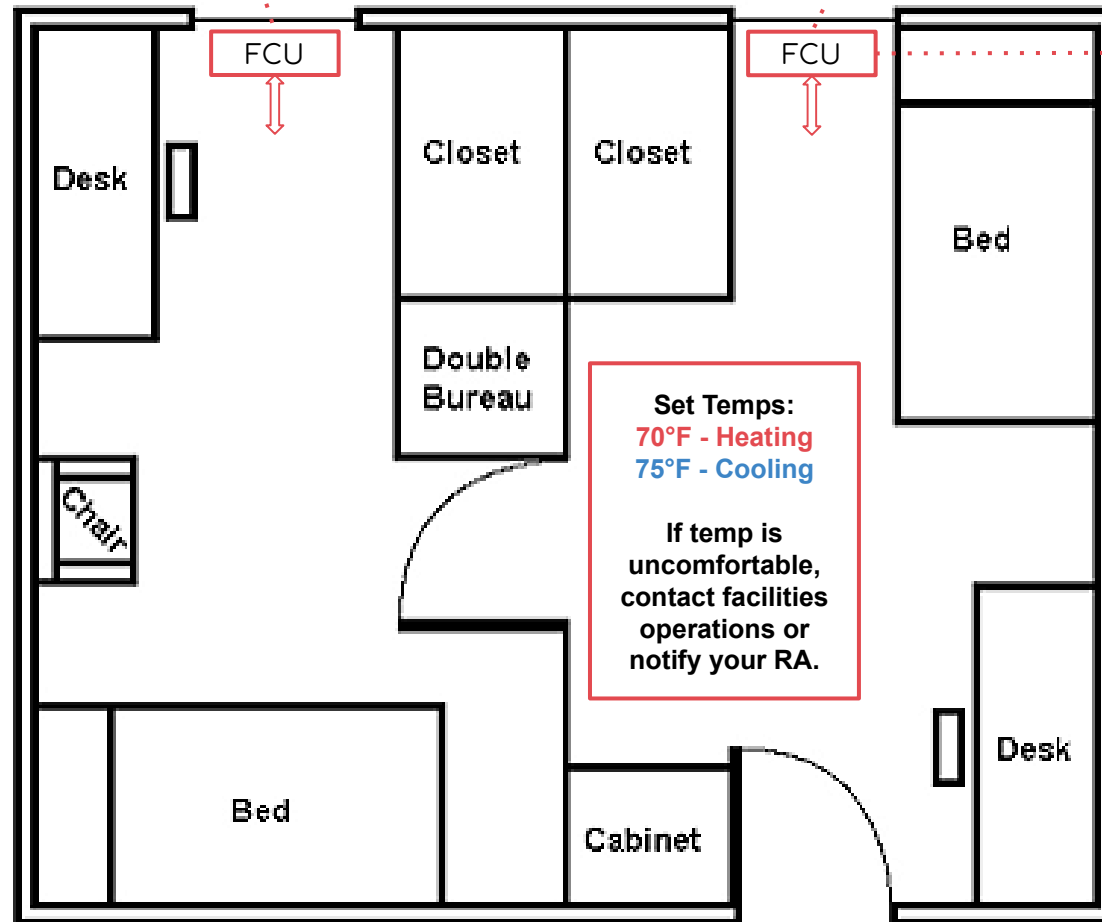 FCU
FCU
Desk
Closet
Closet
Bed
Double
Bureau
Set Temps:
70°F - Heating
75°F - Cooling
If temp is
uncomfortable,
contact facilities
operations or
notify your RA.
Chair
Desk
Bed
Cabinet